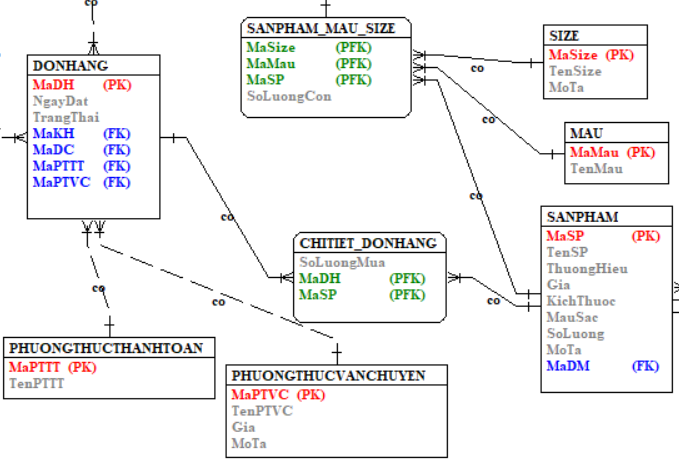 co
DONHANG
MaDH (PK)
NgayDat
TrangThai
MaKH (FK)
MaDC (FK)
MaPTTT (FK)
MaPTVC (FK)
SANPHAM_MAU_SIZE
MaSize (PFK)
MaMau (PFK)
MaSP (PFK)
SoLuongCon
co
SIZE
MaSize (PK)
TenSize
MoTa
co
MAU
MaMau (PK)
TenMau
co
co
CHITIET_DONHANG
SoLuongMua
MaDH (PFK)
MaSP (PFK)
co
SANPHAM
MaSP (PK)
TenSP
ThuongHieu
Gia
KichThuoc
MauSac
SoLuong
MoTa
MaDM (FK)
co
co
PHUONGTHUCTHANHTOAN
MaPTTT (PK)
TenPTTT
PHUONGTHUCVANCHUYEN
MaPTVC (PK)
TenPTVC
Gia
MoTa